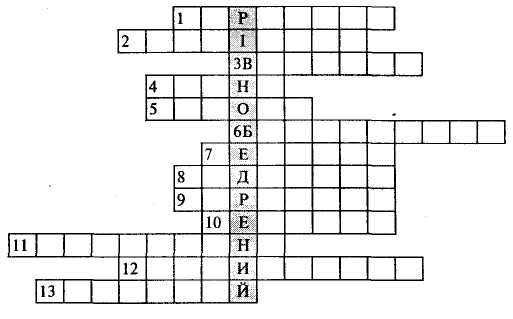 1 Р
2 І
3В
4 Н
5 О
6Б
7 Е
8 Д
9 Р
10 Е
11 Н
12 И
13 Й